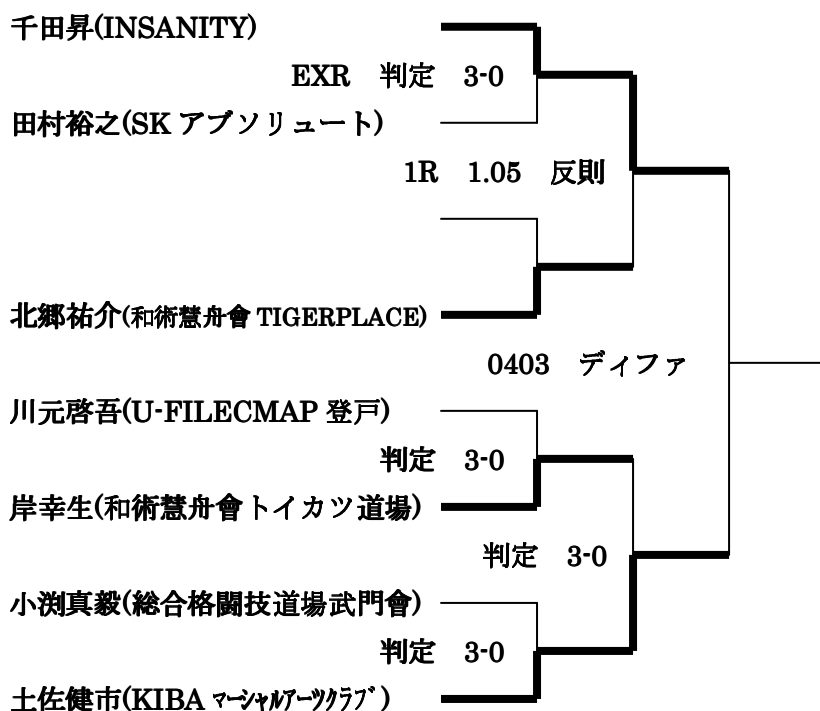 千田昇(INSANITY)
EXR 判定 3-0
田村裕之(SK アブソリュート)
1R 1.05 反則
北郷祐介(和術慧舟會 TIGERPLACE)
0403 ディファ
川元啓吾(U-FILECMAP 登戸)
判定 3-0
岸幸生(和術慧舟會トイカツ道場)
判定 3-0
小渕真毅(総合格闘技道場武門會)
判定 3-0
土佐健市(KIBA マーシャルアーツクラブ)